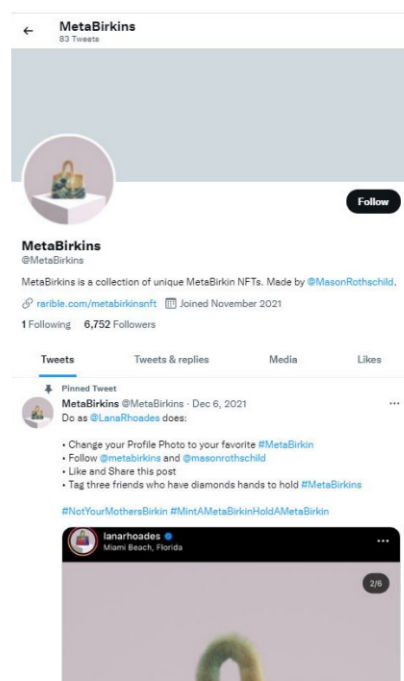 MetaBirkins
83 Tweets
Follow
MetaBirkins
@MetaBirkins
MetaBirkins is a collection of unique MetaBirkin NFTs. Made by @MasonRothschild.
rarible.com/metabirkinsnft Joined November 2021
1 Following 6,752 Followers
Tweets Tweets & replies Media Likes
Pinned Tweet
MetaBirkins @MetaBirkins · Dec 6, 2021
Do as @LanaRhoades does:
• Change your Profile Photo to your favorite #MetaBirkin
• Follow @metabirkins and @masonrothschild
• Like and Share this post
• Tag three friends who have diamonds hands to hold #MetaBirkins
#NotYourMothersBirkin #MintAMetaBirkinHoldAMetaBirkin
lanarhoades
Miami Beach, Florida
2/6